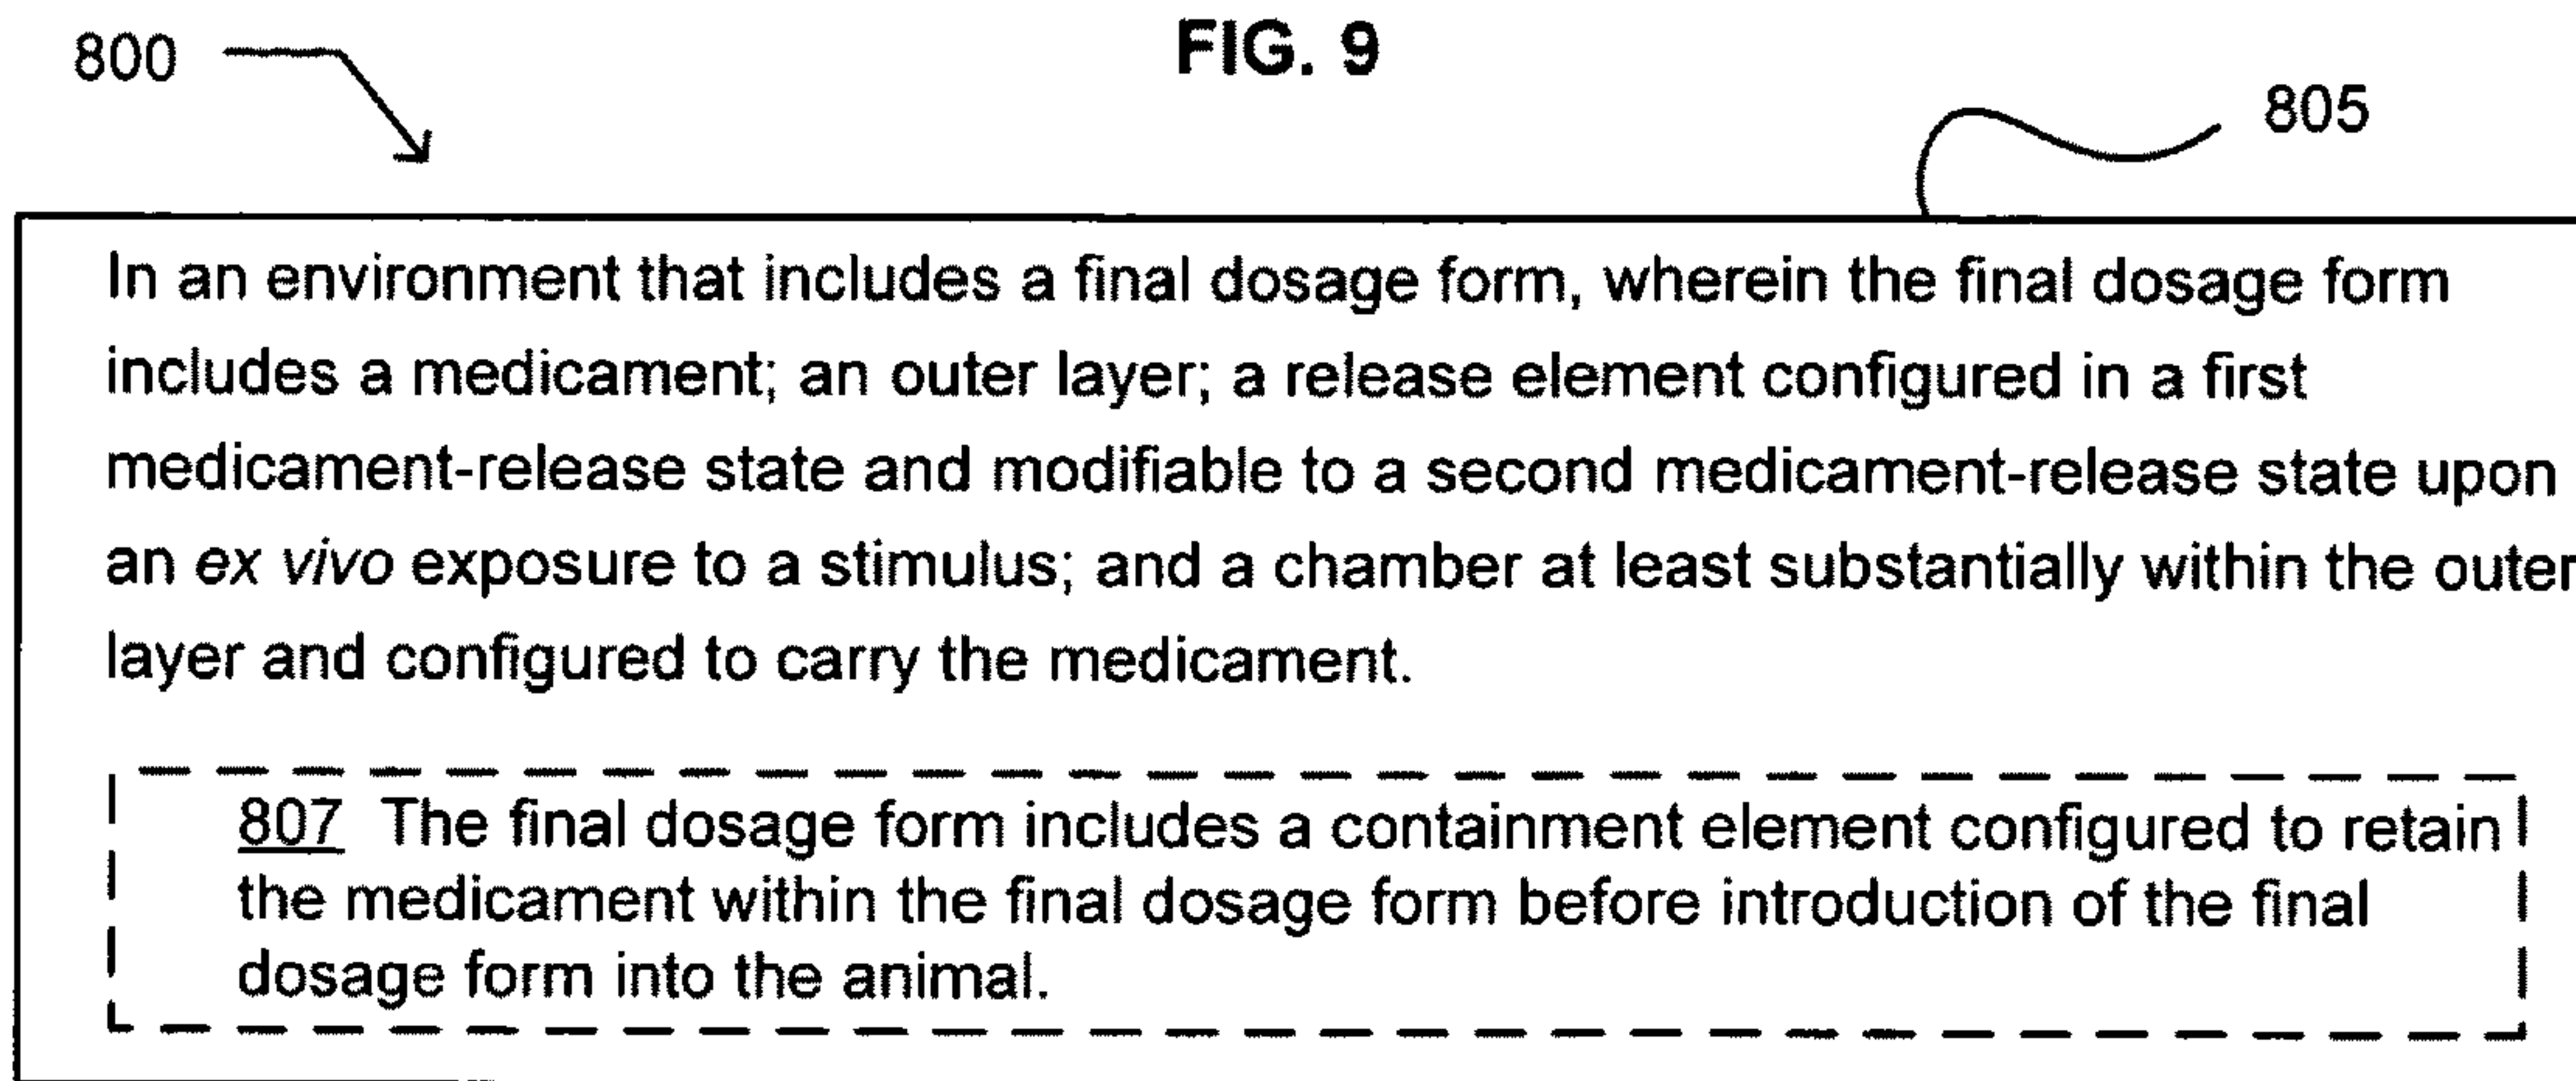 FIG. 9
800
805
In an environment that includes a final dosage form, wherein the final dosage form
includes a medicament; an outer layer; a release element configured in a first
medicament-release state and modifiable to a second medicament-release state upon
an ex vivo exposure to a stimulus; and a chamber at least substantially within the outer
layer and configured to carry the medicament.
807 The final dosage form includes a containment element configured to retain
the medicament within the final dosage form before introduction of the final
dosage form into the animal.